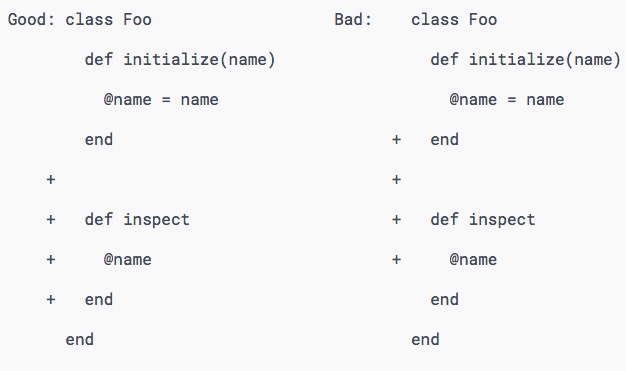 Good: class Foo                   Bad:    class Foo
        def initialize(name)                def initialize(name)
          @name = name                        @name = name
        end                             +   end
    +                                   +
    +   def inspect                     +   def inspect
    +     @name                         +     @name
    +   end                                 end
      end                                 end